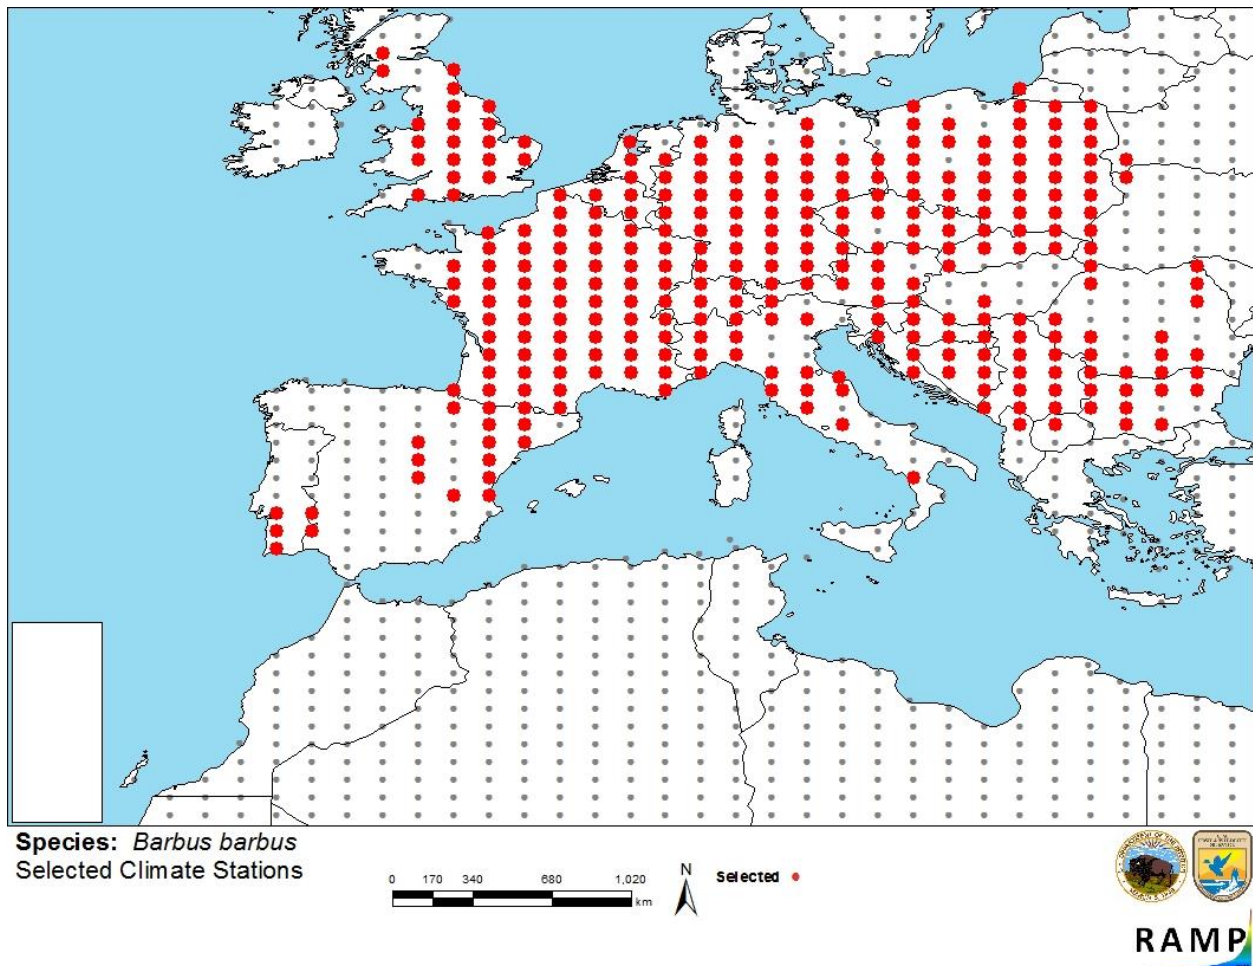 Species: Barbus barbus
Selected Climate Stations
0 170 340 680 1,020
km
N
Selected
RAMP